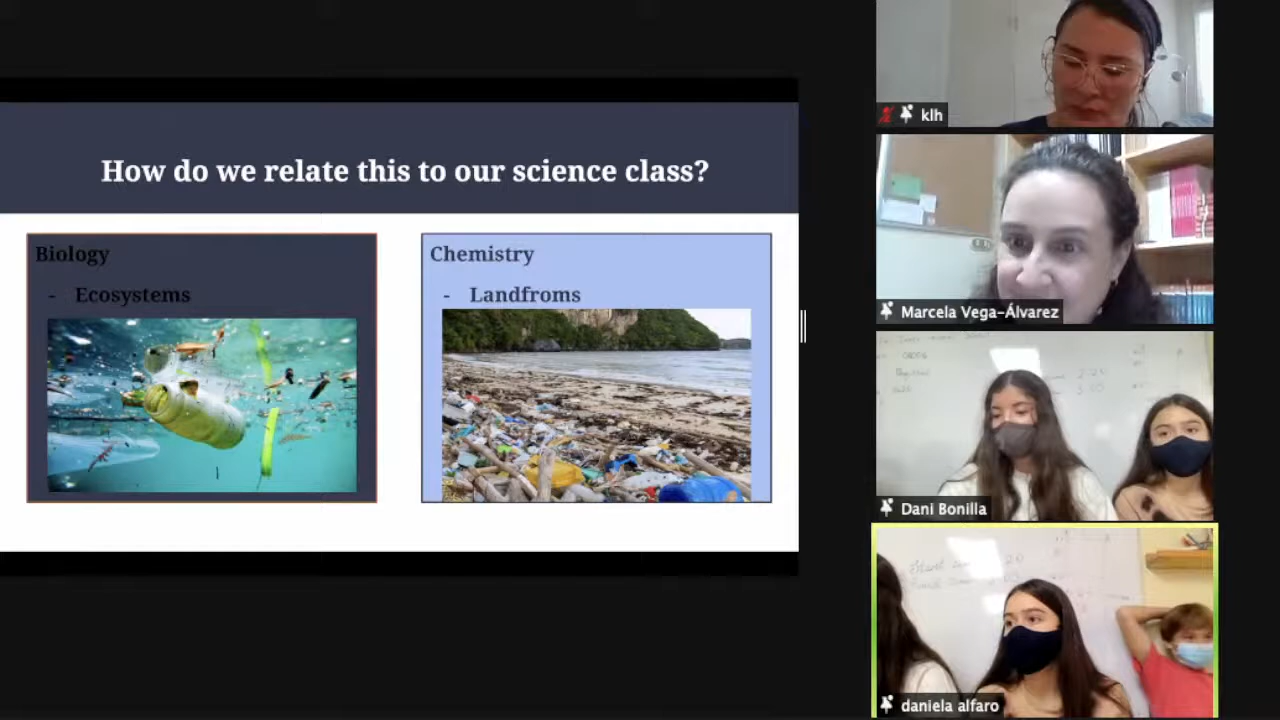 How do we relate this to our science class?
Biology
- Ecosystems
Chemistry
- Landfroms
klh
Marcela Vega-Álvarez
Dani Bonilla
daniela alfaro